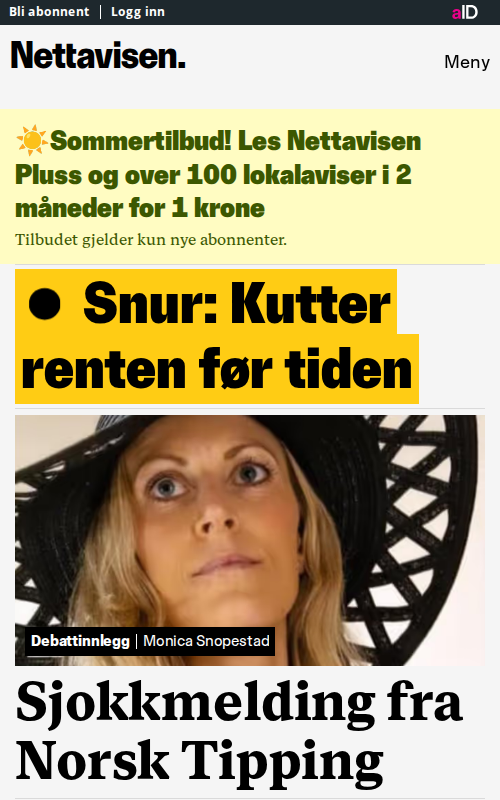 Bli abonnent | Logg inn
aID
Nettavisen.
Meny
☀️Sommertilbud! Les Nettavisen
Pluss og over 100 lokalaviser i 2
måneder for 1 krone
Tilbudet gjelder kun nye abonnenter.
● Snur: Kutter
renten før tiden
Debattinnlegg | Monica Snopestad
Sjokkmelding fra
Norsk Tipping